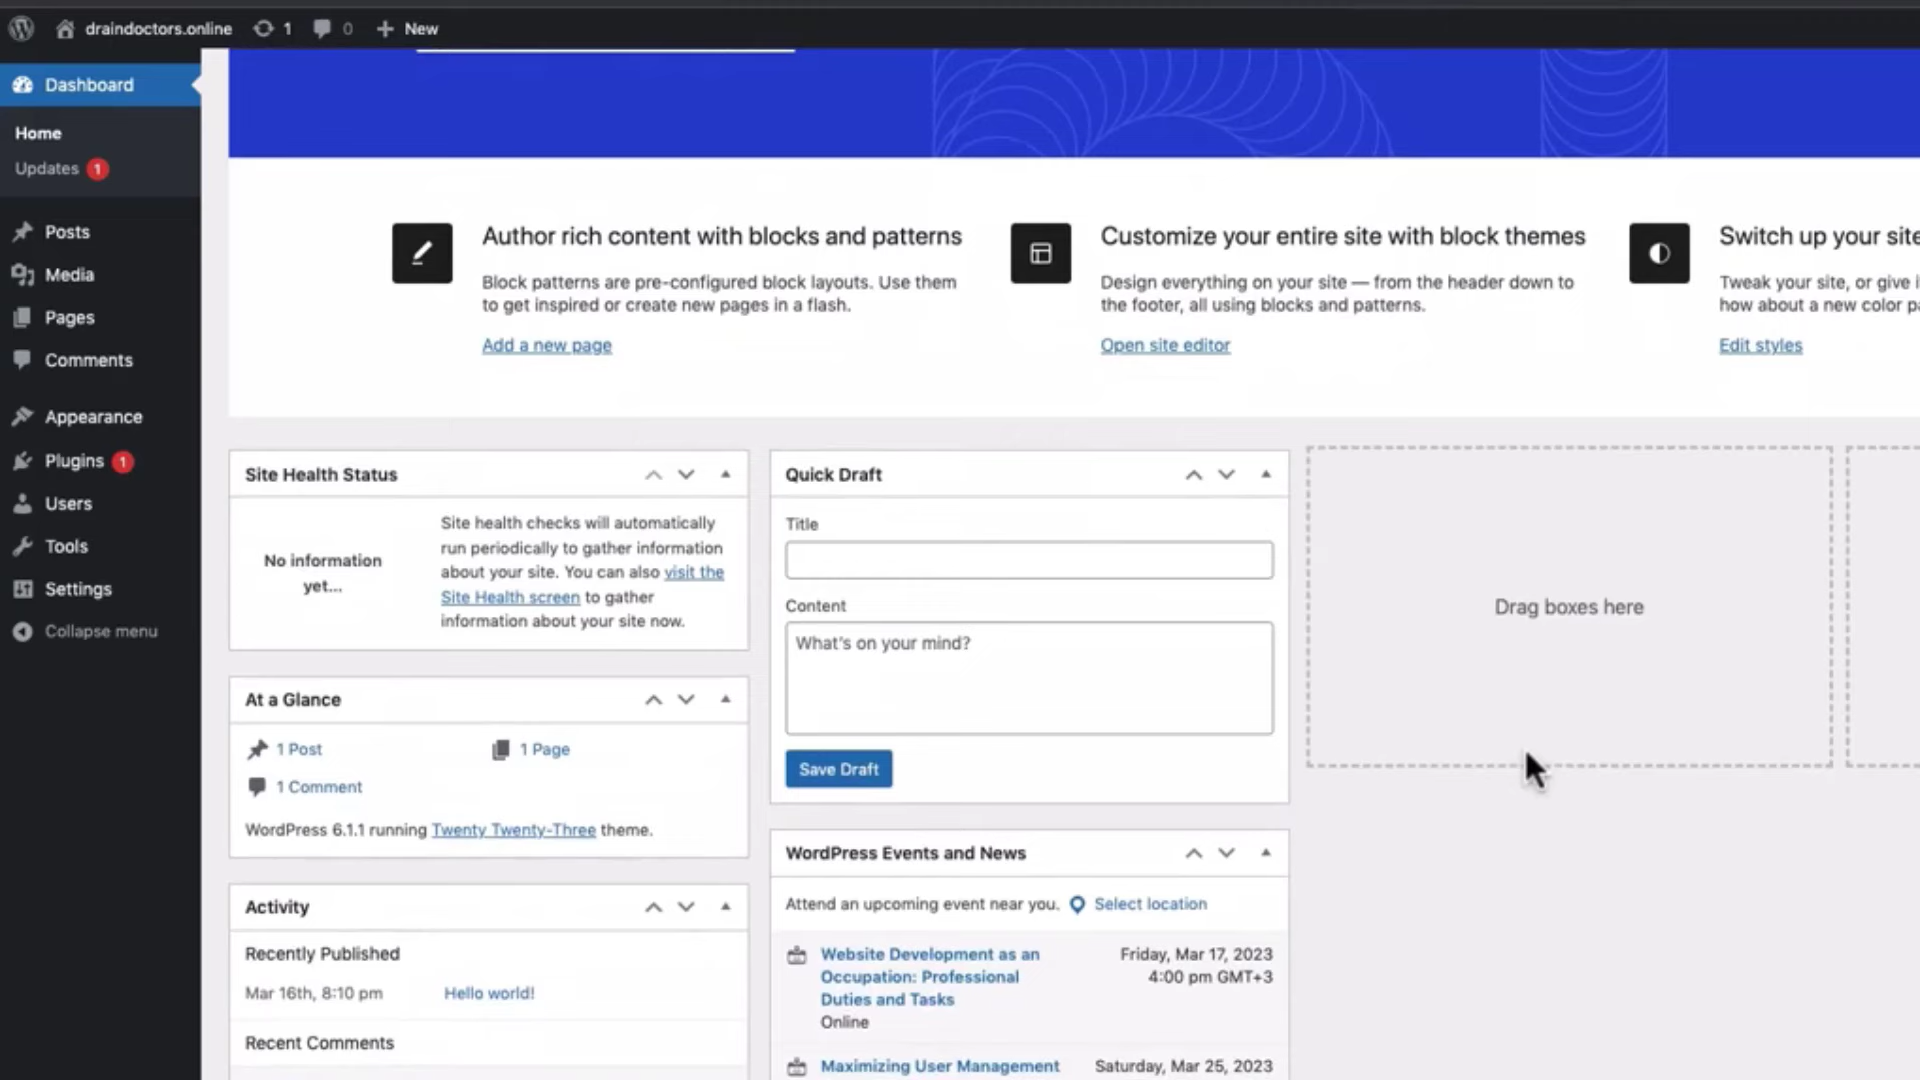 draindoctors.online 1 0 New
Dashboard
Home
Updates 1
Posts
Media
Pages
Comments
Appearance
Plugins 1
Users
Tools
Settings
Collapse menu
Author rich content with blocks and patterns
Block patterns are pre-configured block layouts. Use them
to get inspired or create new pages in a flash.
Add a new page
Customize your entire site with block themes
Design everything on your site — from the header down to
the footer, all using blocks and patterns.
Open site editor
Switch up your site
Tweak your site, or give
how about a new color
Edit styles
Site Health Status
No information
yet...
Site health checks will automatically
run periodically to gather information
about your site. You can also visit the
Site Health screen to gather
information about your site now.
At a Glance
1 Post
1 Page
1 Comment
WordPress 6.1.1 running Twenty Twenty-Three theme.
Activity
Recently Published
Mar 16th, 8:10 pm Hello world!
Recent Comments
Quick Draft
Title
Content
What's on your mind?
Save Draft
WordPress Events and News
Attend an upcoming event near you. Select location
Website Development as an
Occupation: Professional
Duties and Tasks
Online
Friday, Mar 17, 2023
4:00 pm GMT+3
Maximizing User Management
Saturday, Mar 25, 2023
Drag boxes here